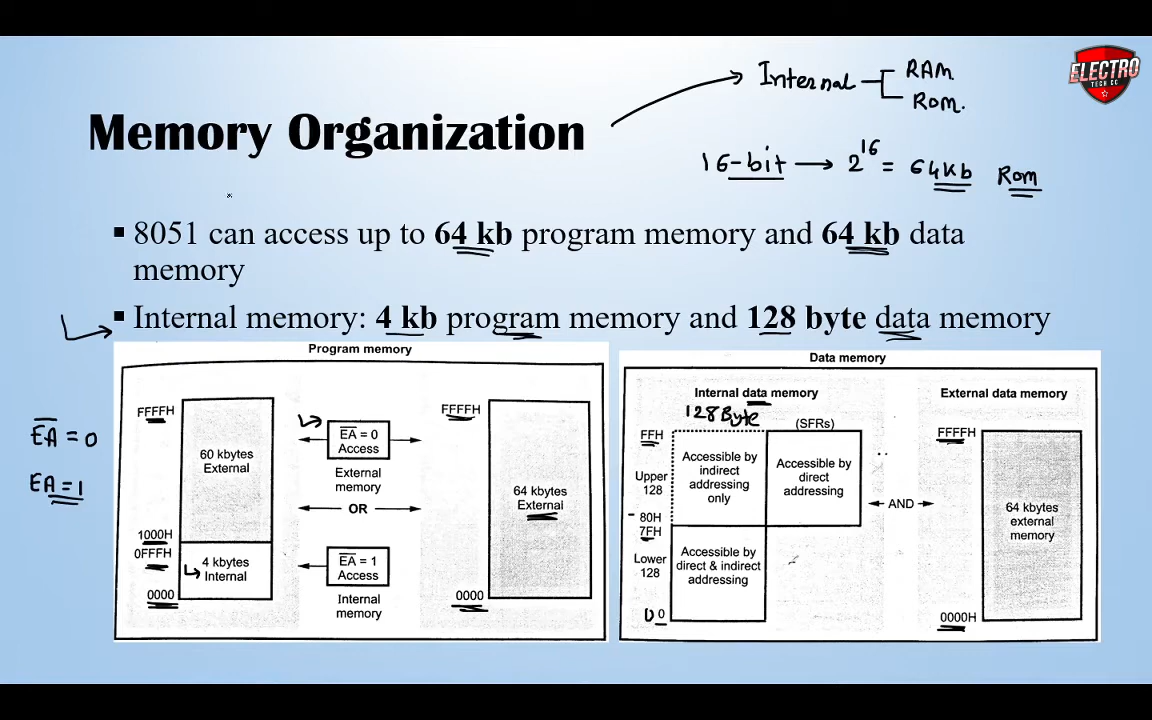 Internal RAM
Rom.
ELECTRO
TECH CC
Memory Organization
16-bit → 2^16 = 64Kb Rom
▪ 8051 can access up to 64 kb program memory and 64 kb data
memory
▪ Internal memory: 4 kb program memory and 128 byte data memory
E̅A̅ = 0
EA = 1
Program memory
FFFFH
60 kbytes
External
1000H
0FFFH
4 kbytes
Internal
0000
E̅A̅ = 0
Access
External
memory
OR
E̅A̅ = 1
Access
Internal
memory
FFFFH
64 kbytes
External
0000
Data memory
Internal data memory
128 Byte
(SFRs)
FFH
Upper
128
80H
7FH
Lower
128
00
Accessible by
indirect
addressing
only
Accessible by
direct
addressing
Accessible by
direct & indirect
addressing
AND
External data memory
FFFFH
64 kbytes
external
memory
0000H